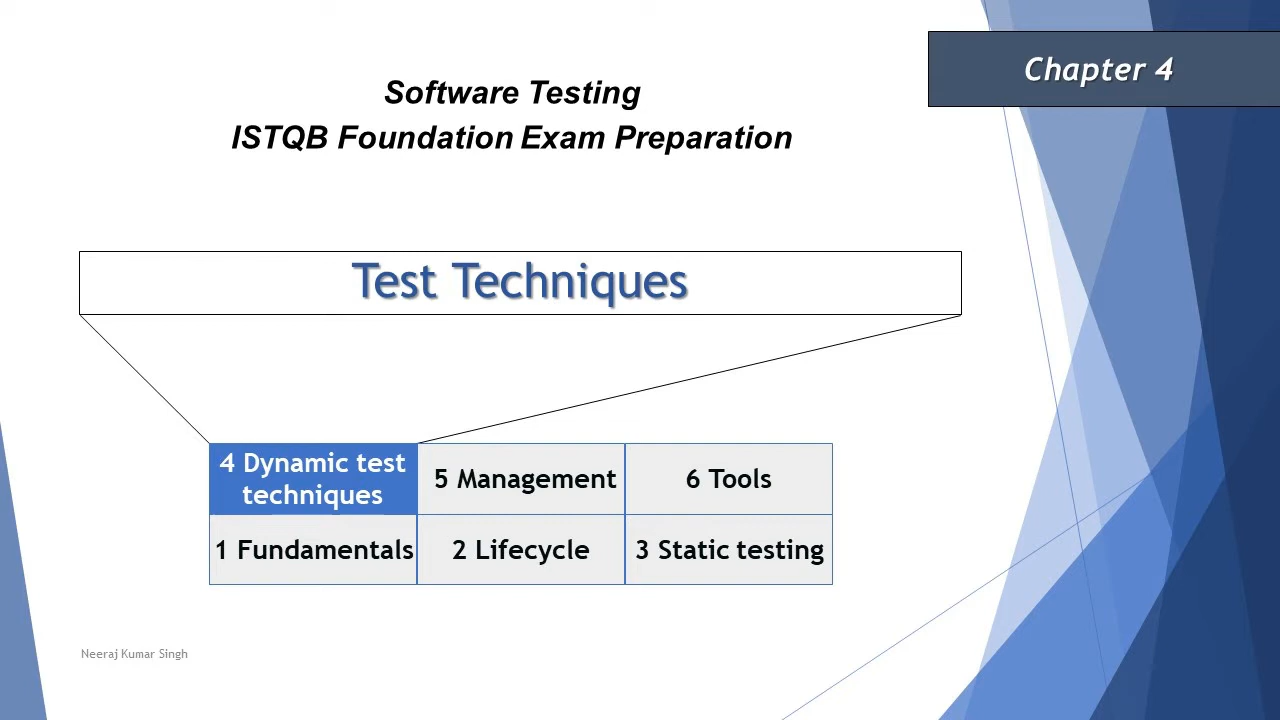 Chapter 4
Software Testing
ISTQB Foundation Exam Preparation
Test Techniques
4 Dynamic test
techniques
5 Management
6 Tools
1 Fundamentals
2 Lifecycle
3 Static testing
Neeraj Kumar Singh